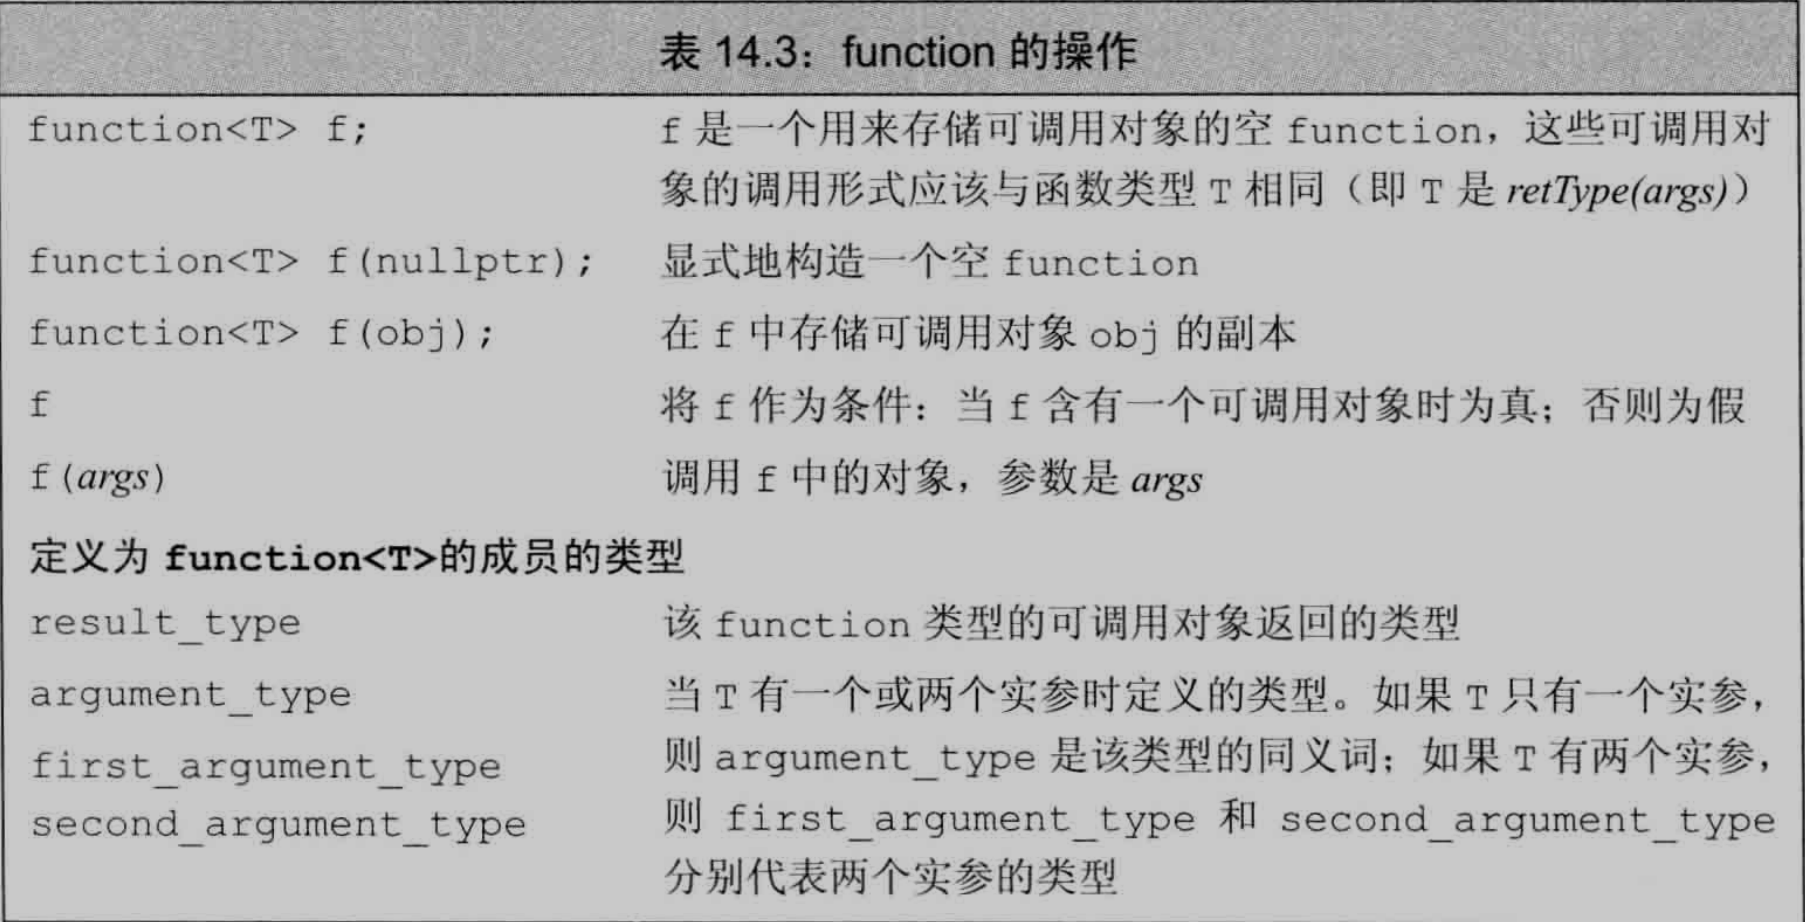 表 14.3：function 的操作
function<T> f;
f 是一个用来存储可调用对象的空 function，这些可调用对
象的调用形式应该与函数类型 T 相同（即 T 是 retType(args)）
function<T> f(nullptr);
显式地构造一个空 function
function<T> f(obj);
在 f 中存储可调用对象 obj 的副本
f
将 f 作为条件：当 f 含有一个可调用对象时为真；否则为假
f(args)
调用 f 中的对象，参数是 args
定义为 function<T>的成员的类型
result_type
该 function 类型的可调用对象返回的类型
argument_type
first_argument_type
second_argument_type
当 T 有一个或两个实参时定义的类型。如果 T 只有一个实参，
则 argument_type 是该类型的同义词；如果 T 有两个实参，
则 first_argument_type 和 second_argument_type
分别代表两个实参的类型